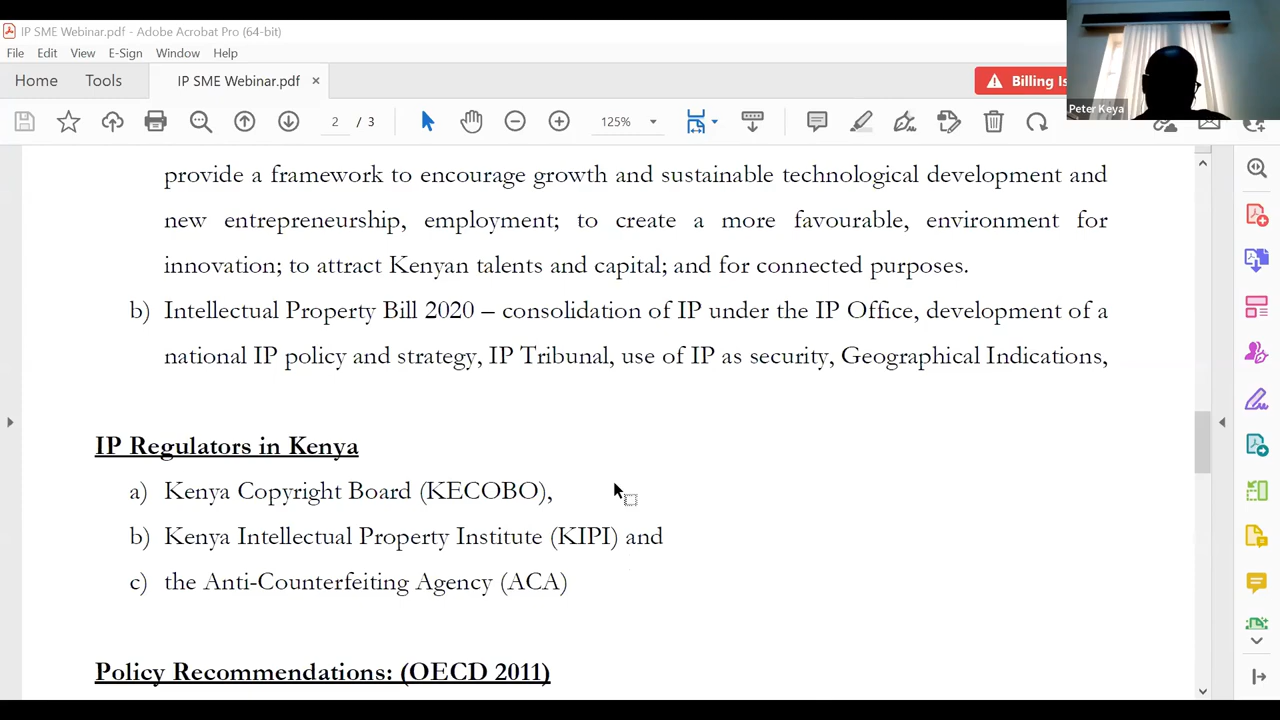 IP SME Webinar.pdf - Adobe Acrobat Pro (64-bit)
File Edit View E-Sign Window Help
Home Tools IP SME Webinar.pdf × Billing Is
Peter Keya
2 / 3 125%
provide a framework to encourage growth and sustainable technological development and
new entrepreneurship, employment; to create a more favourable, environment for
innovation; to attract Kenyan talents and capital; and for connected purposes.
b) Intellectual Property Bill 2020 – consolidation of IP under the IP Office, development of a
national IP policy and strategy, IP Tribunal, use of IP as security, Geographical Indications,
IP Regulators in Kenya
a) Kenya Copyright Board (KECOBO),
b) Kenya Intellectual Property Institute (KIPI) and
c) the Anti-Counterfeiting Agency (ACA)
Policy Recommendations: (OECD 2011)